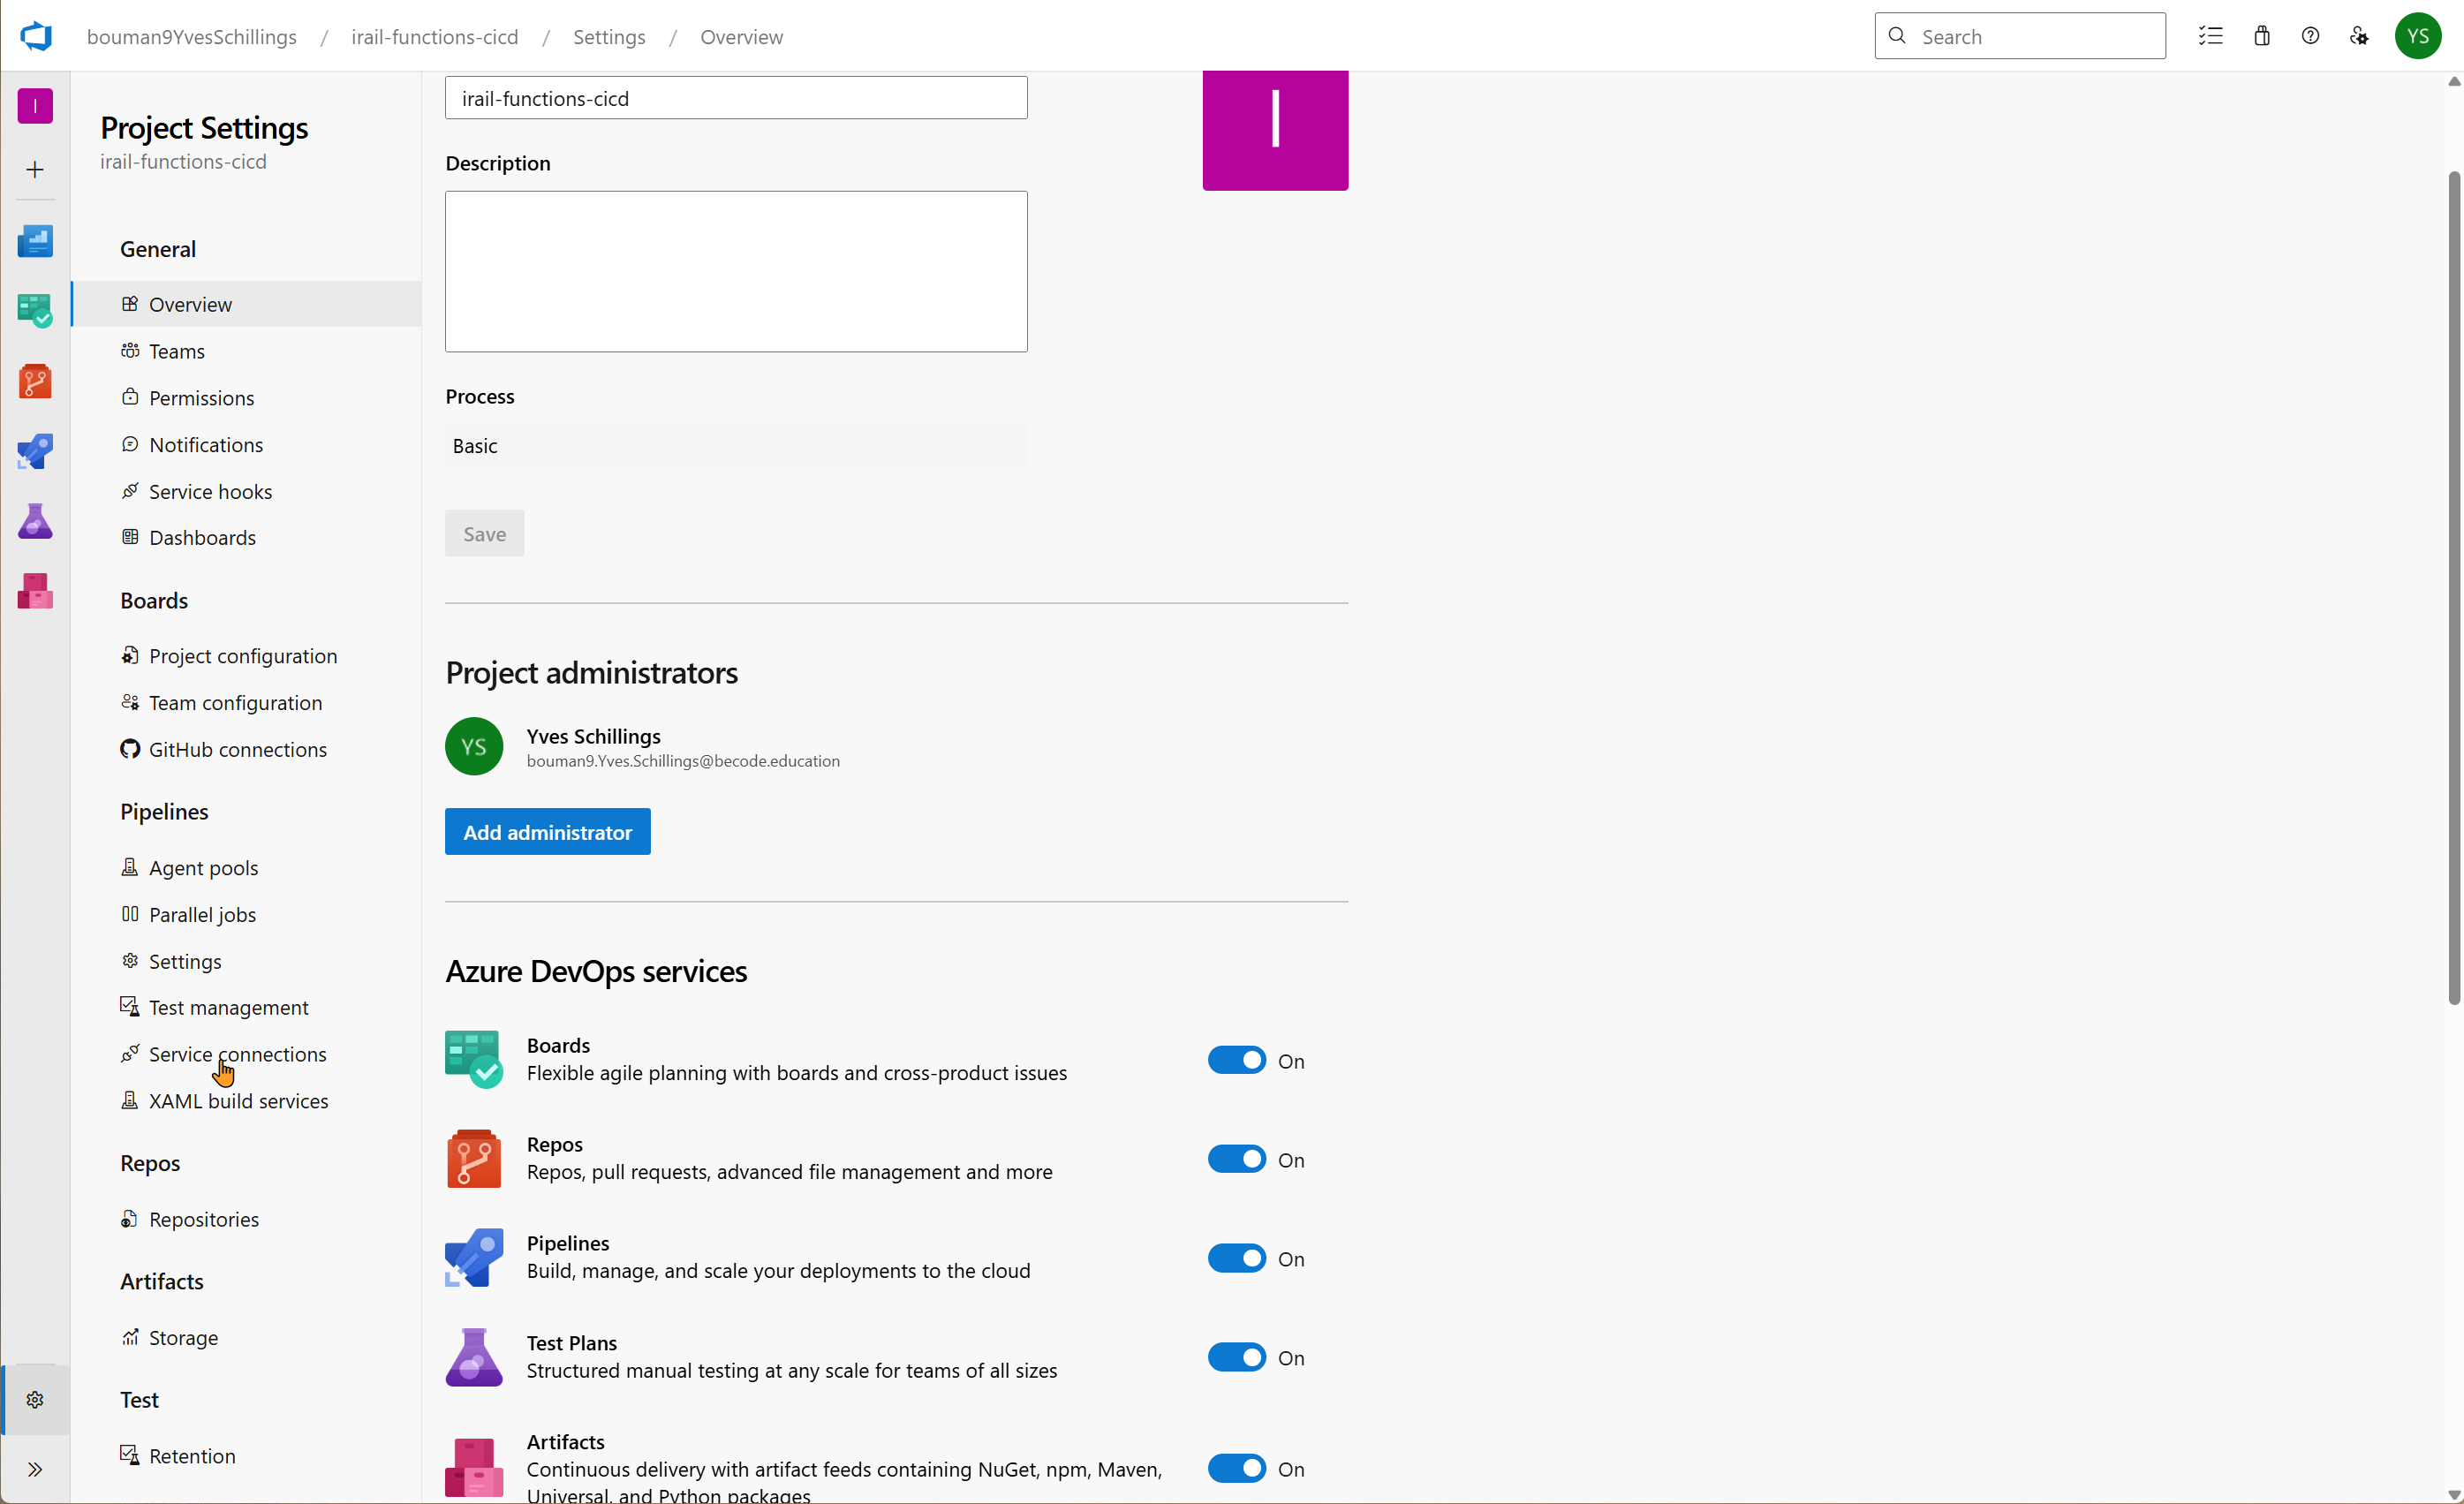 bouman9YvesSchillings / irail-functions-cicd / Settings / Overview
Search
YS
I
Project Settings
irail-functions-cicd
General
Overview
Teams
Permissions
Notifications
Service hooks
Dashboards
Boards
Project configuration
Team configuration
GitHub connections
Pipelines
Agent pools
Parallel jobs
Settings
Test management
Service connections
XAML build services
Repos
Repositories
Artifacts
Storage
Test
Retention
irail-functions-cicd
I
Description
Process
Basic
Save
Project administrators
YS
Yves Schillings
bouman9.Yves.Schillings@becode.education
Add administrator
Azure DevOps services
Boards
Flexible agile planning with boards and cross-product issues
On
Repos
Repos, pull requests, advanced file management and more
On
Pipelines
Build, manage, and scale your deployments to the cloud
On
Test Plans
Structured manual testing at any scale for teams of all sizes
On
Artifacts
Continuous delivery with artifact feeds containing NuGet, npm, Maven,
Universal, and Python packages
On